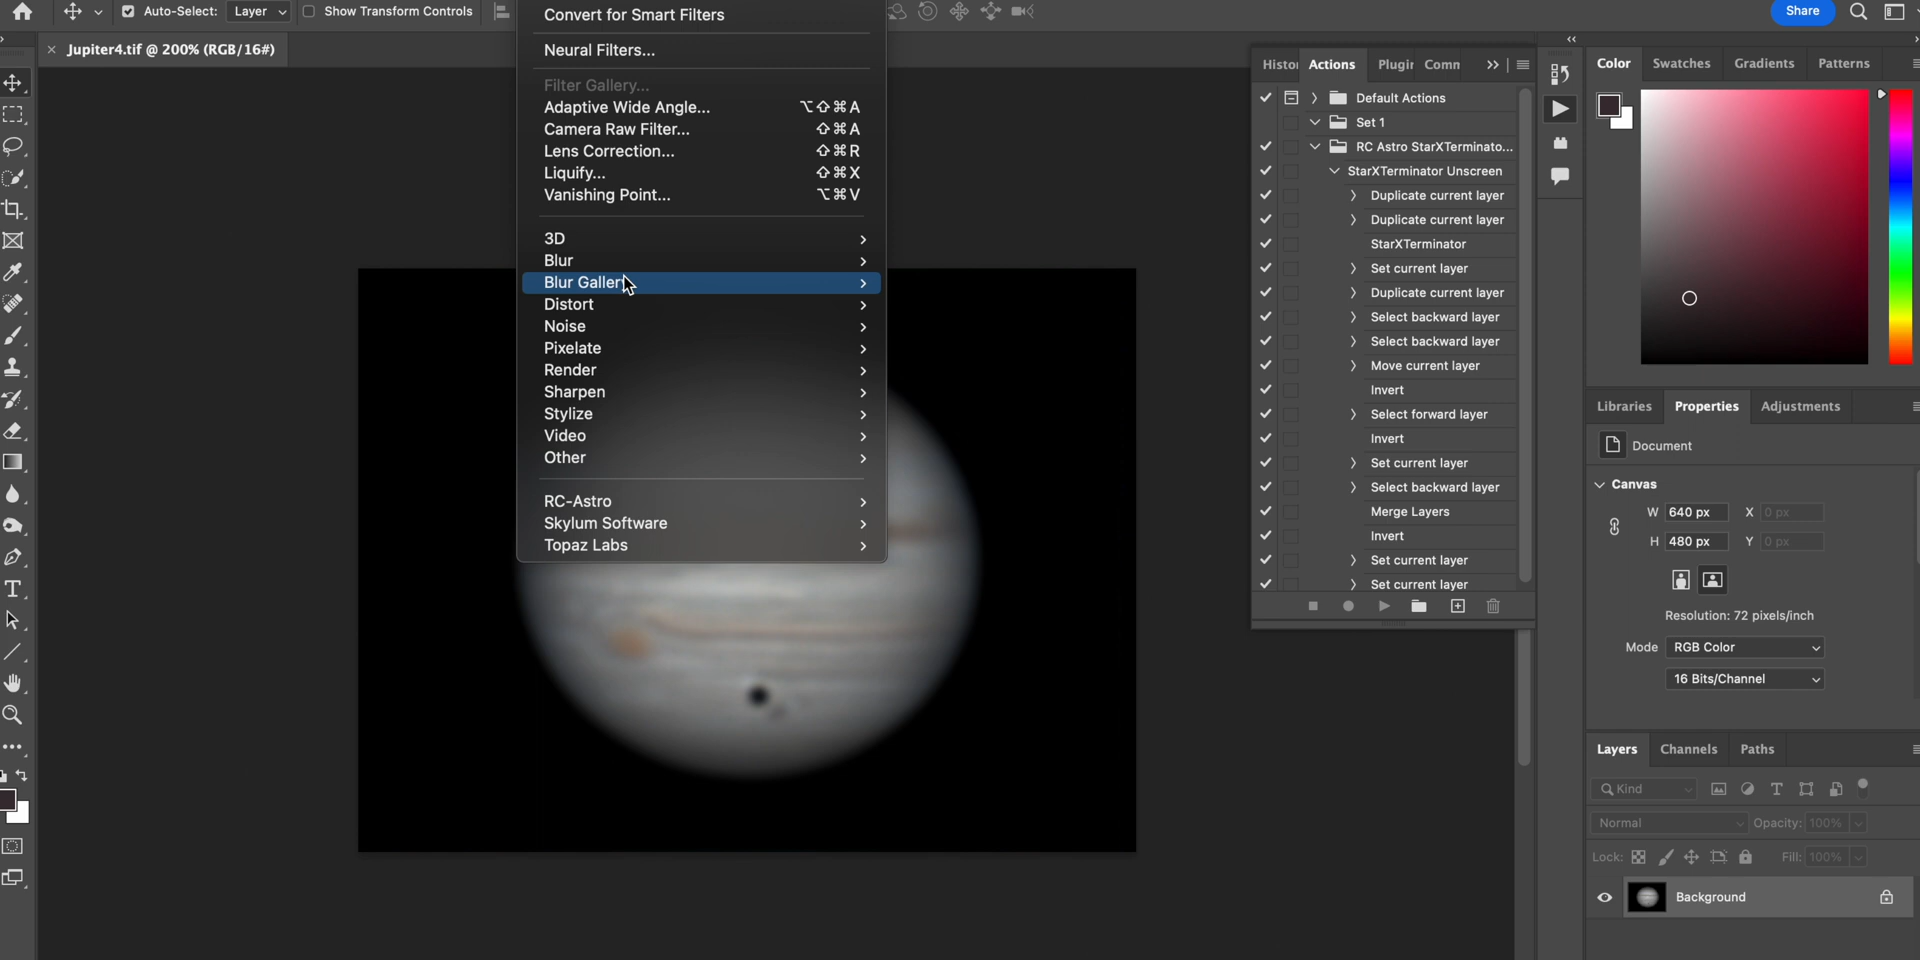 Auto-Select:
Layer
Show Transform Controls
Share
Jupiter4.tif @ 200% (RGB/16#)
Convert for Smart Filters
Neural Filters...
Filter Gallery...
Adaptive Wide Angle... ⌥⇧⌘A
Camera Raw Filter... ⇧⌘A
Lens Correction... ⇧⌘R
Liquify... ⇧⌘X
Vanishing Point... ⌥⌘V
3D
Blur
Blur Gallery
Distort
Noise
Pixelate
Render
Sharpen
Stylize
Video
Other
RC-Astro
Skylum Software
Topaz Labs
Histor Actions Plugin Comm
Default Actions
Set 1
RC Astro StarXTerminato...
StarXTerminator Unscreen
Duplicate current layer
Duplicate current layer
StarXTerminator
Set current layer
Duplicate current layer
Select backward layer
Select backward layer
Move current layer
Invert
Select forward layer
Invert
Set current layer
Select backward layer
Merge Layers
Invert
Set current layer
Set current layer
Color Swatches Gradients Patterns
Libraries Properties Adjustments
Document
Canvas
W 640 px X 0 px
H 480 px Y 0 px
Resolution: 72 pixels/inch
Mode RGB Color
16 Bits/Channel
Layers Channels Paths
Kind
Normal Opacity: 100%
Lock: Fill: 100%
Background